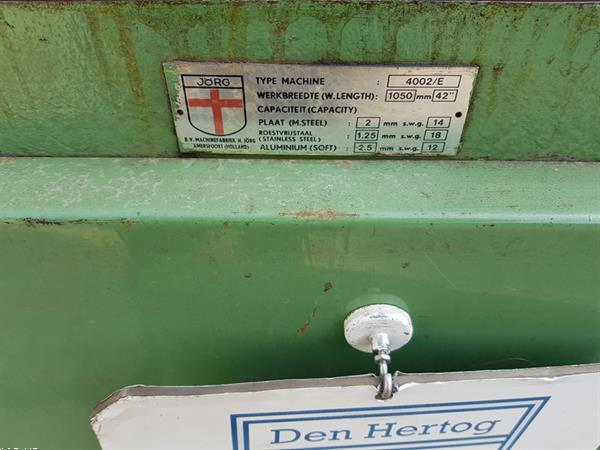 JÖRG
B.V. MACHINEFABRIEK H. JÖRG
AMERSFOORT (HOLLAND)
TYPE MACHINE : 4002/E
WERKBREEDTE (W.LENGTH): 1050 mm 42"
CAPACITEIT (CAPACITY)
PLAAT (M.STEEL) : 2 mm s.w.g. 14
ROESTVRIJSTAAL
(STAINLESS STEEL) : 1.25 mm s.w.g. 18
ALUMINIUM (SOFT) : 2.5 mm s.w.g. 12
Den Hertog